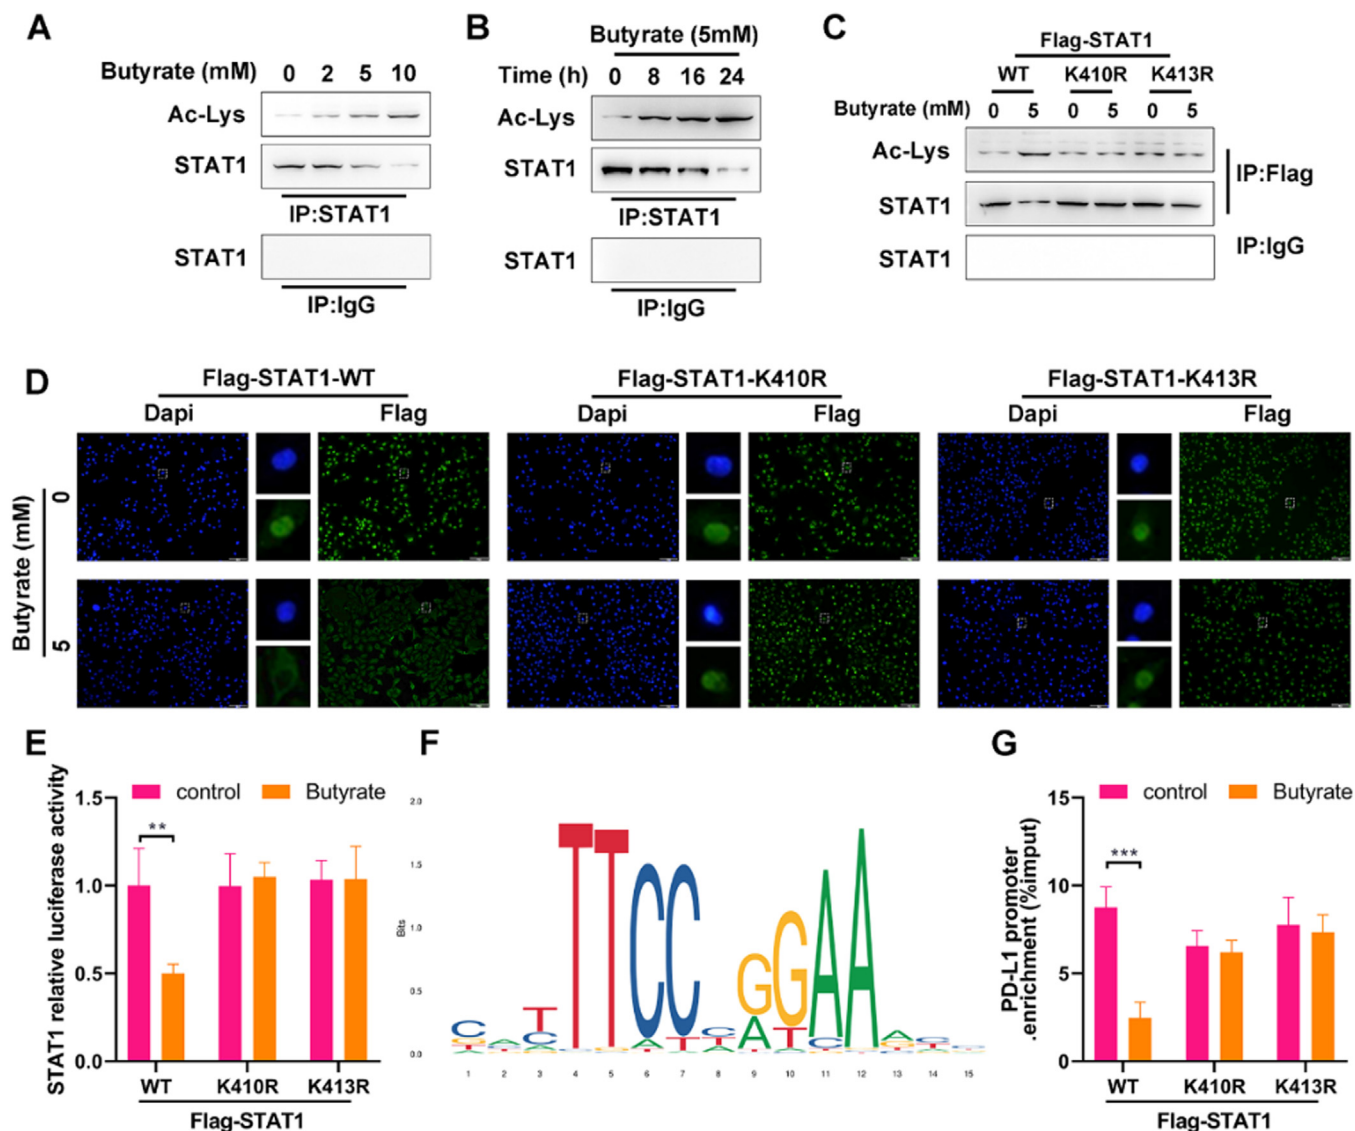 A
Butyrate (mM) 0 2 5 10
Ac-Lys
STAT1
IP:STAT1
STAT1
IP:IgG
B
Butyrate (5mM)
Time (h) 0 8 16 24
Ac-Lys
STAT1
IP:STAT1
STAT1
IP:IgG
C
Flag-STAT1
WT K410R K413R
Butyrate (mM) 0 5 0 5 0 5
Ac-Lys
STAT1
IP:Flag
STAT1
IP:IgG
D
Flag-STAT1-WT Flag-STAT1-K410R Flag-STAT1-K413R
Dapi Flag Dapi Flag Dapi Flag
Butyrate (mM)
0
5
E
STAT1 relative luciferase activity
control Butyrate
1.5
**
1.0
0.5
0.0
WT K410R K413R
Flag-STAT1
F
Bits
2.0
1.5
1.0
0.5
0.0
T T C C G G A A
1 2 3 4 5 6 7 8 9 10 11 12 13 14 15
G
PD-L1 promoter
.enrichment (%imput)
control Butyrate
15
***
10
5
0
WT K410R K413R
Flag-STAT1